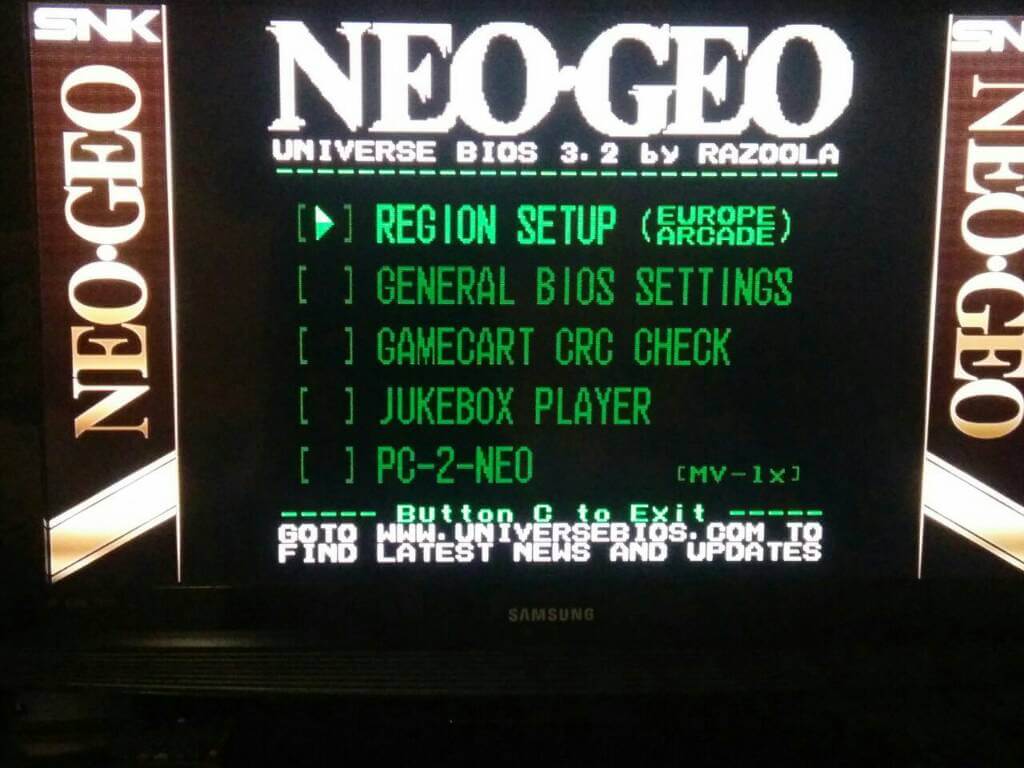 SNK
NEO·GEO
NEO·GEO
UNIVERSE BIOS 3.2 by RAZOOLA
[▶] REGION SETUP (EUROPE ARCADE)
[ ] GENERAL BIOS SETTINGS
[ ] GAMECART CRC CHECK
[ ] JUKEBOX PLAYER
[ ] PC-2-NEO [MV-1x]
----- Button C to Exit -----
GOTO WWW.UNIVERSEBIOS.COM TO
FIND LATEST NEWS AND UPDATES
SN
NEO·GEO
SAMSUNG